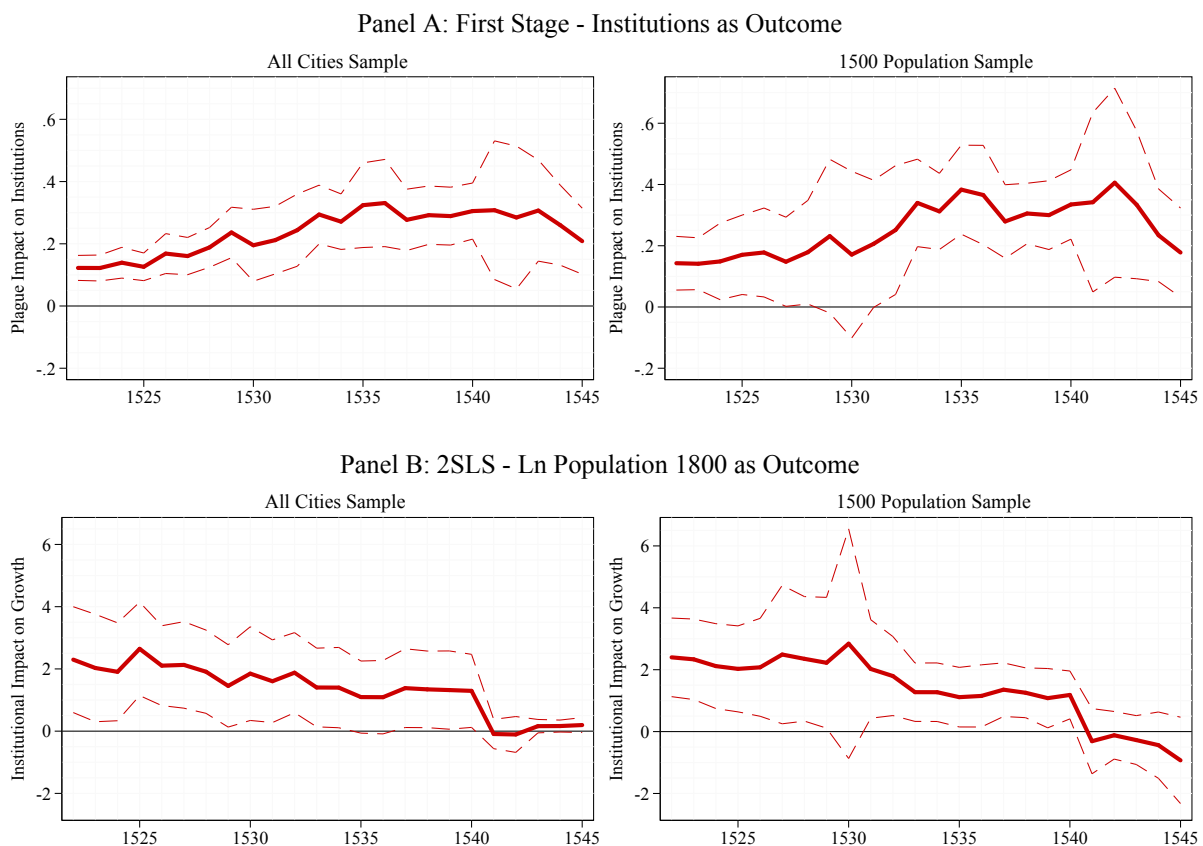 Panel A: First Stage - Institutions as Outcome
All Cities Sample
Plague Impact on Institutions
.6
.4
.2
0
-.2
1525 1530 1535 1540 1545
1500 Population Sample
Plague Impact on Institutions
.6
.4
.2
0
-.2
1525 1530 1535 1540 1545
Panel B: 2SLS - Ln Population 1800 as Outcome
All Cities Sample
Institutional Impact on Growth
6
4
2
0
-2
1525 1530 1535 1540 1545
1500 Population Sample
Institutional Impact on Growth
6
4
2
0
-2
1525 1530 1535 1540 1545